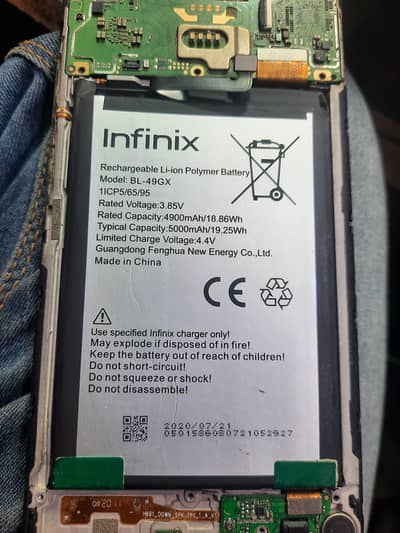 Infinix
Rechargeable Li-ion Polymer Battery
Model: BL-49GX
1ICP5/65/95
Rated Voltage:3.85V
Rated Capacity:4900mAh/18.86Wh
Typical Capacity:5000mAh/19.25Wh
Limited Charge Voltage:4.4V
Guangdong Fenghua New Energy Co.,Ltd.
Made in China
CE
Use specified Infinix charger only!
May explode if disposed of in fire!
Keep the battery out of reach of children!
Do not short-circuit!
Do not squeeze or shock!
Do not disassemble!
2020/07/21
0501586080721052927